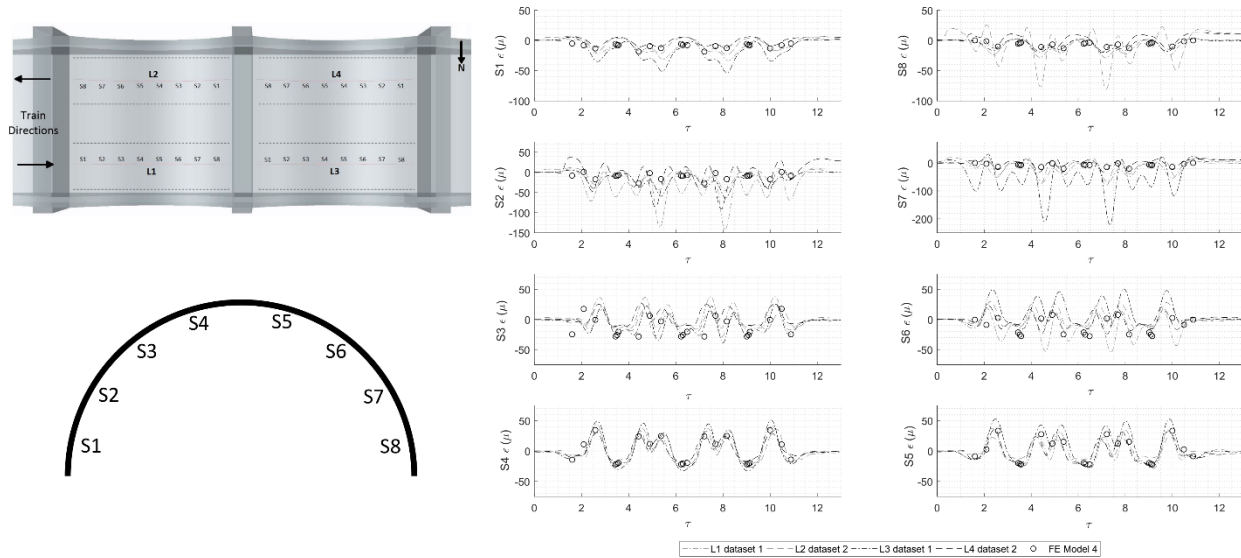 N
L2
L4
S8 S7 S6 S5 S4 S3 S2 S1
S8 S7 S6 S5 S4 S3 S2 S1
Train
Directions
S1 S2 S3 S4 S5 S6 S7 S8
S1 S2 S3 S4 S5 S6 S7 S8
L1
L3
S4
S5
S3
S6
S2
S7
S1
S8
S1 ϵ (μ)
50
0
-50
-100
0 2 4 6 8 10 12
τ
S8 ϵ (μ)
50
0
-50
-100
0 2 4 6 8 10 12
τ
S2 ϵ (μ)
50
0
-50
-100
-150
0 2 4 6 8 10 12
τ
S7 ϵ (μ)
0
-100
-200
0 2 4 6 8 10 12
τ
S3 ϵ (μ)
50
0
-50
0 2 4 6 8 10 12
τ
S6 ϵ (μ)
50
0
-50
0 2 4 6 8 10 12
τ
S4 ϵ (μ)
50
0
-50
0 2 4 6 8 10 12
τ
S5 ϵ (μ)
50
0
-50
0 2 4 6 8 10 12
τ
L1 dataset 1 L2 dataset 2 L3 dataset 1 L4 dataset 2 FE Model 4